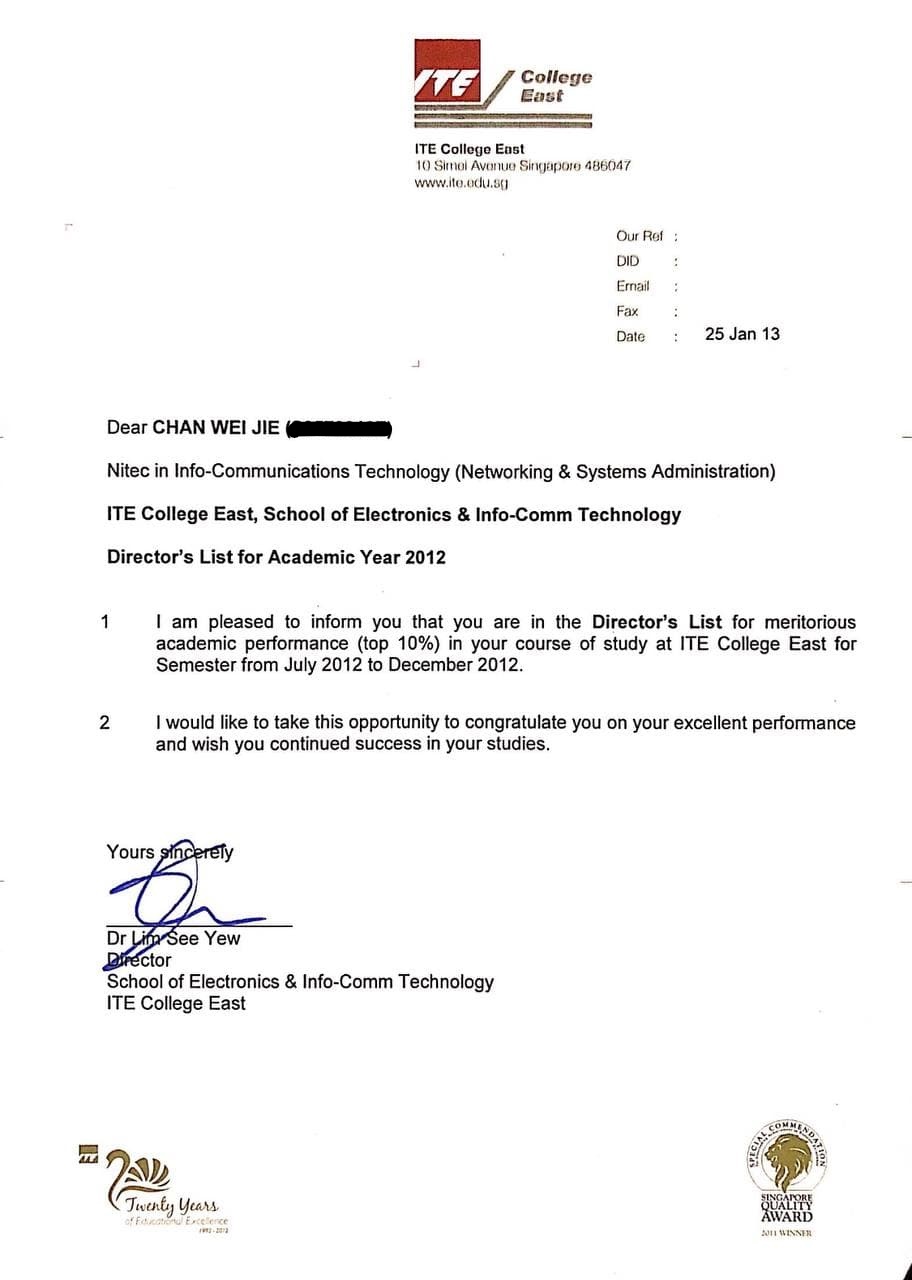 ITE College
East
ITE College East
10 Simei Avenue Singapore 486047
www.ite.edu.sg
Our Ref :
DID :
Email :
Fax :
Date : 25 Jan 13
Dear CHAN WEI JIE (
Nitec in Info-Communications Technology (Networking & Systems Administration)
ITE College East, School of Electronics & Info-Comm Technology
Director's List for Academic Year 2012
1 I am pleased to inform you that you are in the Director's List for meritorious
academic performance (top 10%) in your course of study at ITE College East for
Semester from July 2012 to December 2012.
2 I would like to take this opportunity to congratulate you on your excellent performance
and wish you continued success in your studies.
Yours sincerely
Dr Lim See Yew
Director
School of Electronics & Info-Comm Technology
ITE College East
ITE
20
Twenty Years
of Educational Excellence
1992 - 2012
SPECIAL COMMENDATION
SINGAPORE
QUALITY
AWARD
2011 WINNER